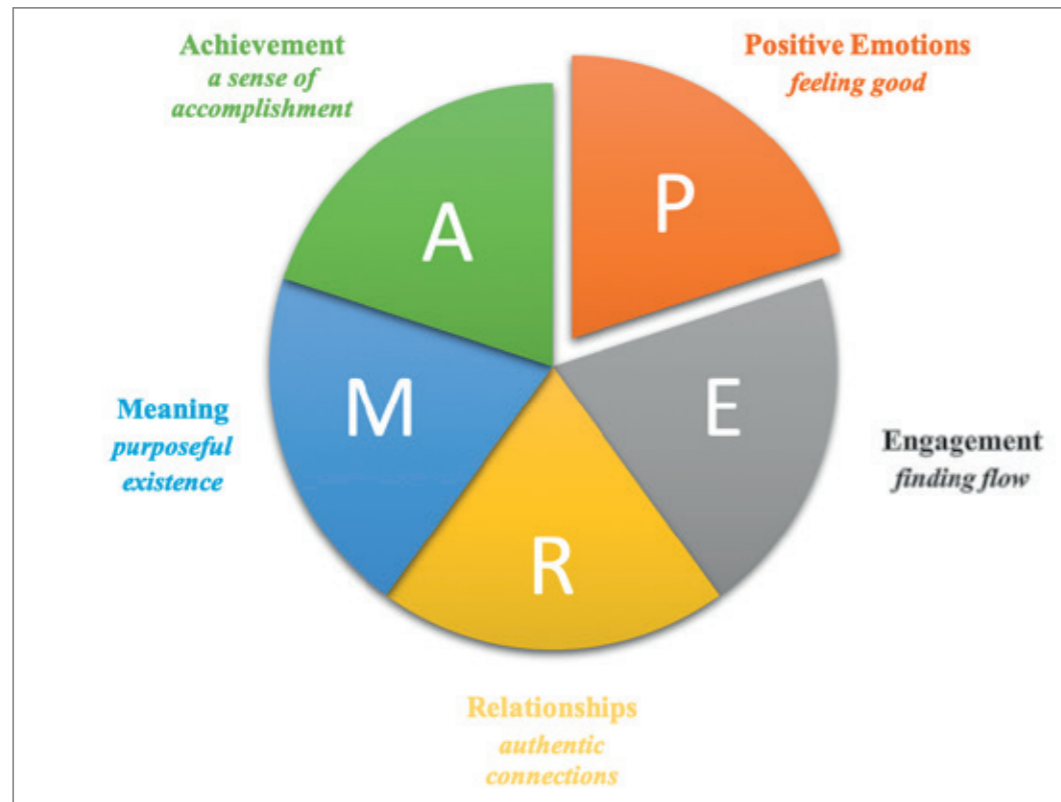 Achievement
a sense of
accomplishment
Positive Emotions
feeling good
A
P
Meaning
purposeful
existence
M
E
Engagement
finding flow
R
Relationships
authentic
connections